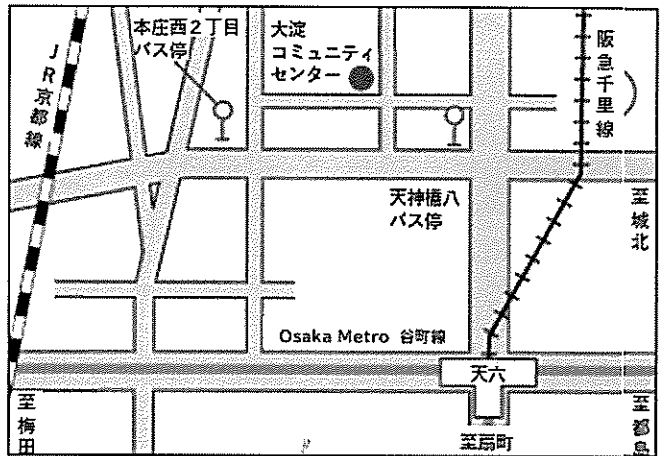 本庄西2丁目
バス停
大淀
コミュニティ
センター
JR京都線
阪急千里線
天神橋八
バス停
至城北
Osaka Metro 谷町線
天六
至梅田
至扇町
至都島